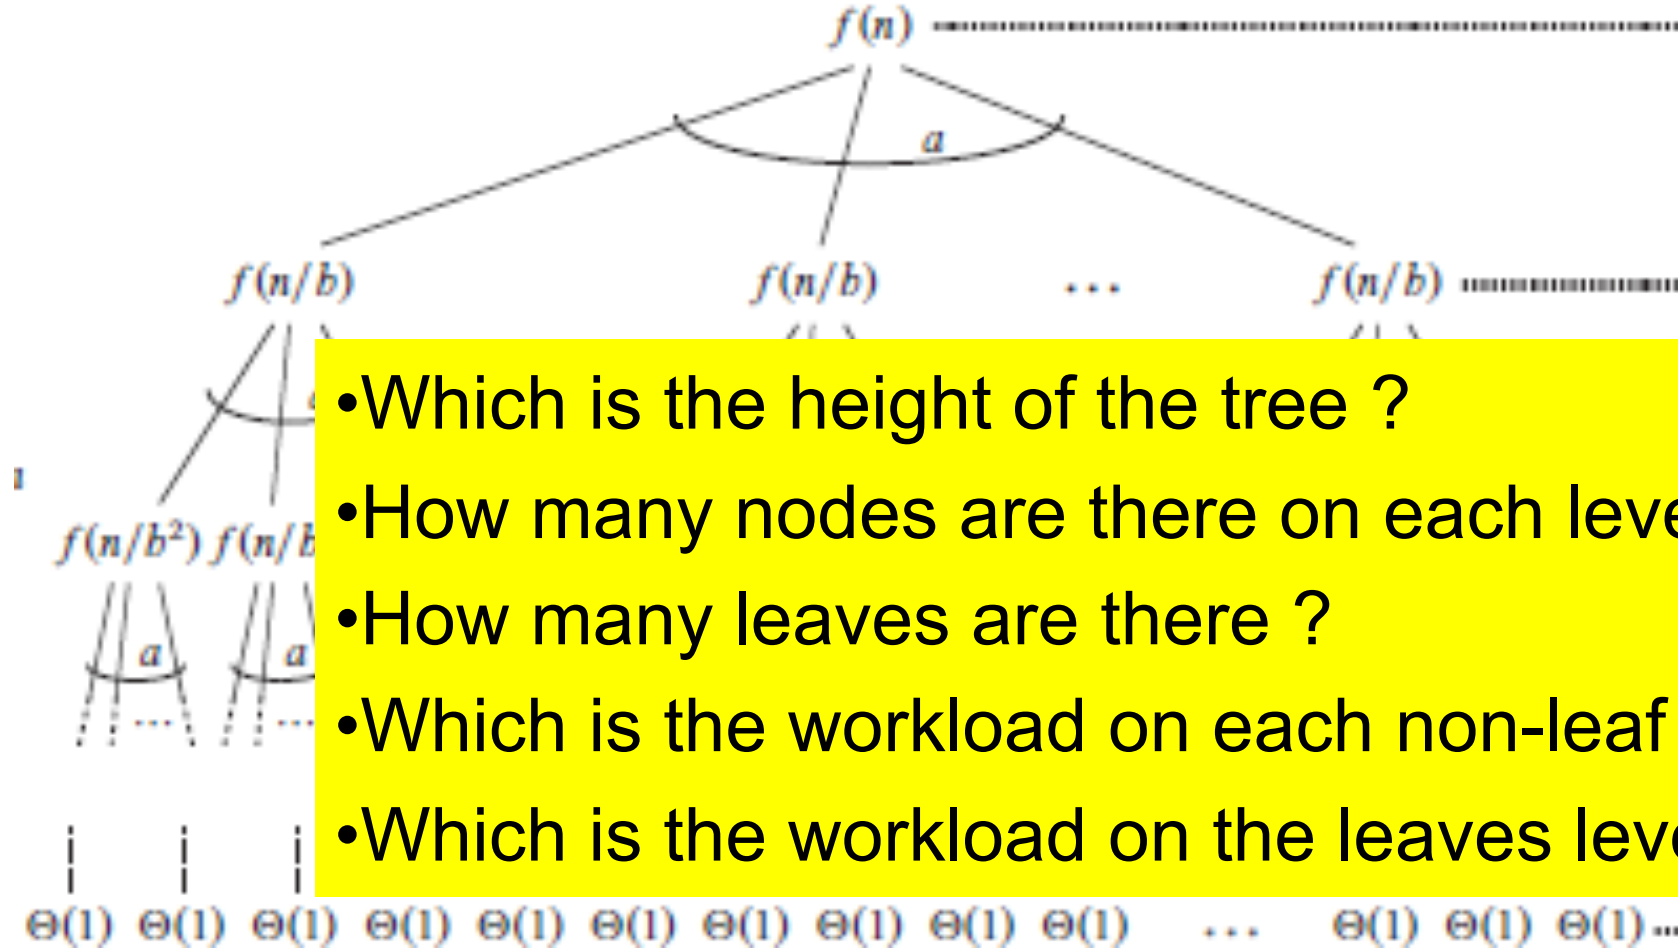 f(n)
a
f(n/b) f(n/b) ... f(n/b)
•Which is the height of the tree ?
•How many nodes are there on each leve
f(n/b²) f(n/b
•How many leaves are there ?
a a
... ...
•Which is the workload on each non-leaf
•Which is the workload on the leaves leve
Θ(1) Θ(1) Θ(1) Θ(1) Θ(1) Θ(1) Θ(1) Θ(1) Θ(1) Θ(1) ... Θ(1) Θ(1) Θ(1)